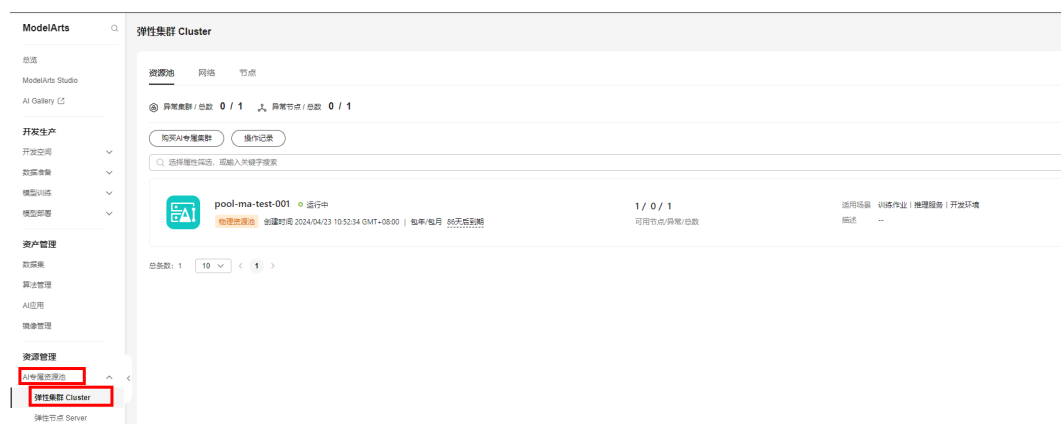 ModelArts
总览
ModelArts Studio
AI Gallery
开发生产
开发空间
数据准备
模型训练
模型部署
资产管理
数据集
算法管理
AI应用
镜像管理
资源管理
AI专属资源池
弹性集群 Cluster
弹性节点 Server
弹性集群 Cluster
资源池 网络 节点
异常集群 / 总数 0 / 1 异常节点 / 总数 0 / 1
购买AI专属集群 操作记录
选择属性筛选，或输入关键字搜索
pool-ma-test-001 运行中
物理资源池 创建时间 2024/04/23 10:52:34 GMT+08:00 | 包年/包月 86天后到期
1 / 0 / 1
可用节点/异常/总数
适用场景 训练作业 | 推理服务 | 开发环境
描述 --
总条数: 1 10 < 1 >